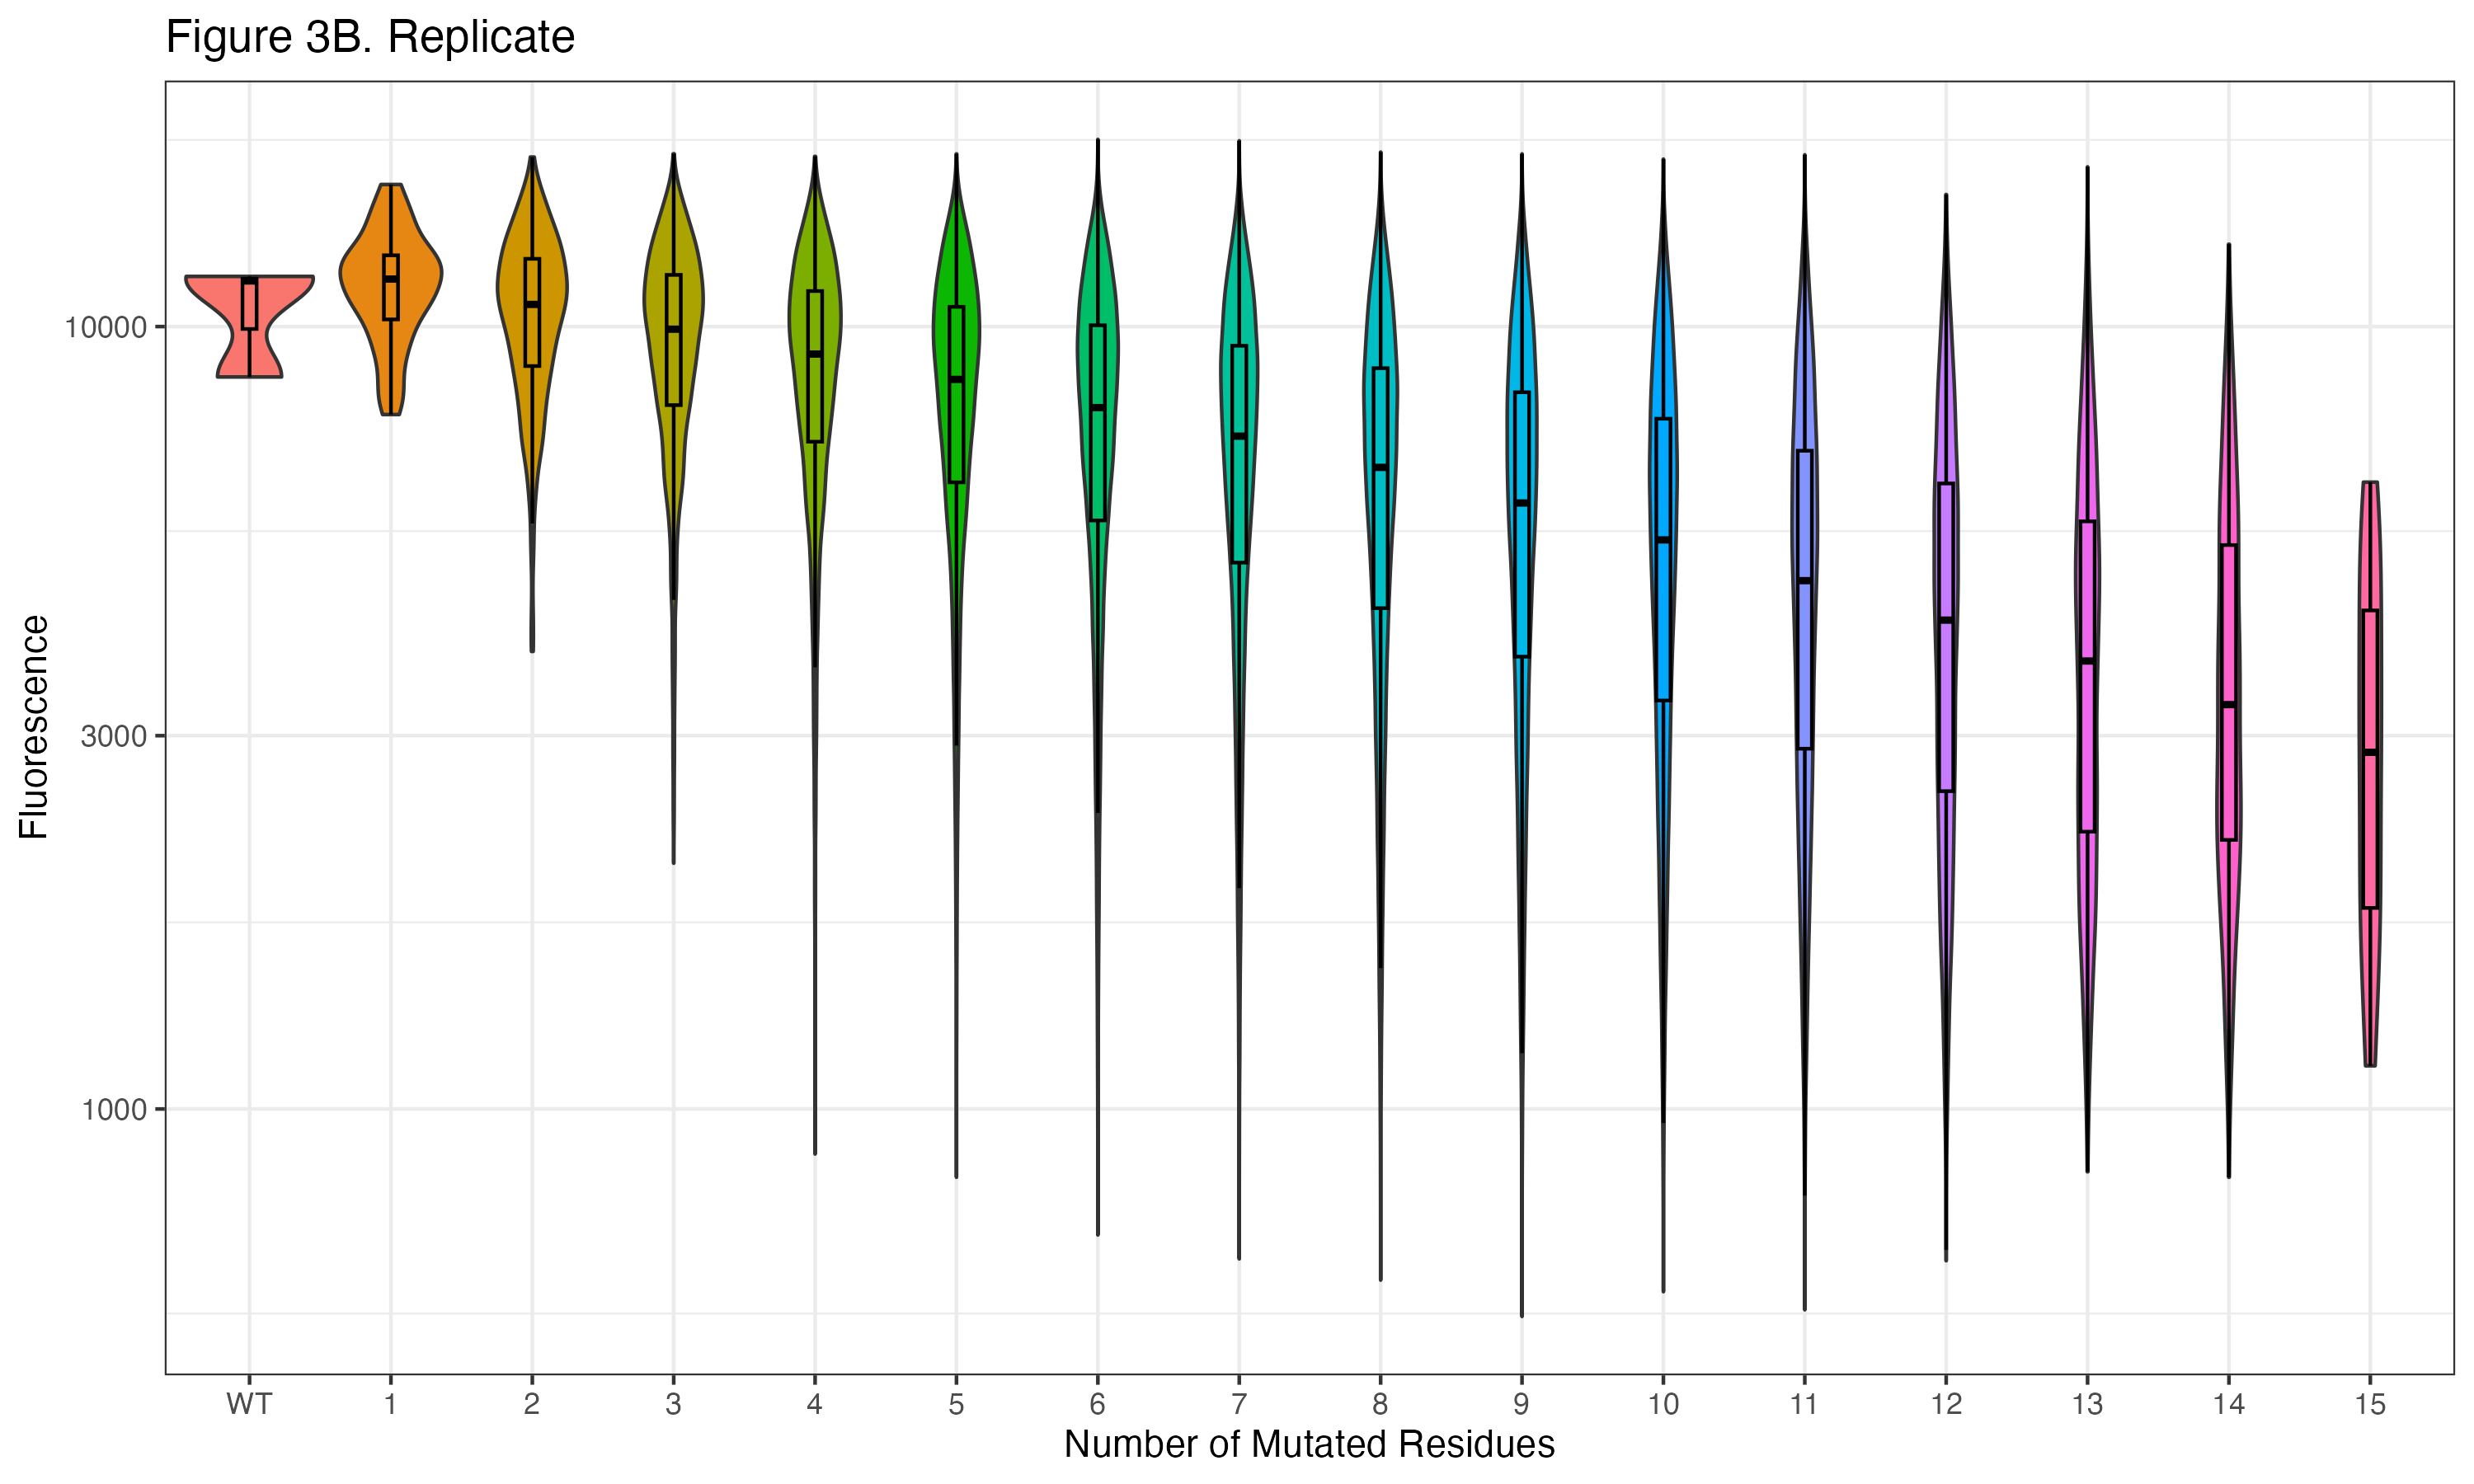 Figure 3B. Replicate
Fluorescence
10000
3000
1000
WT 1 2 3 4 5 6 7 8 9 10 11 12 13 14 15
Number of Mutated Residues